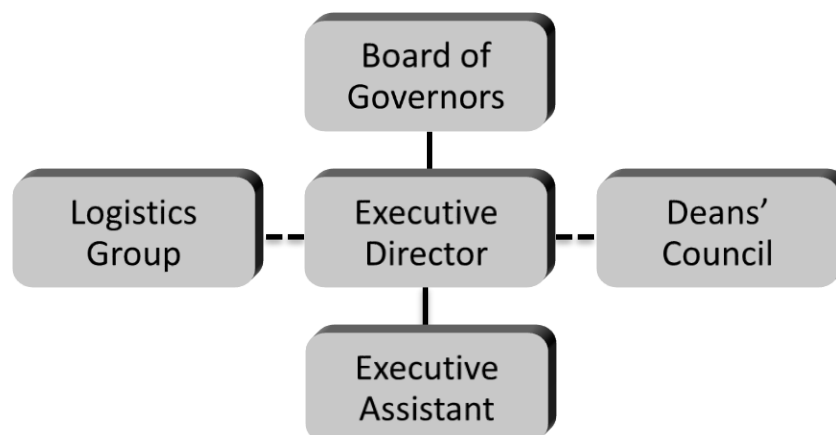 Board of
Governors
Logistics
Group
Executive
Director
Deans’
Council
Executive
Assistant